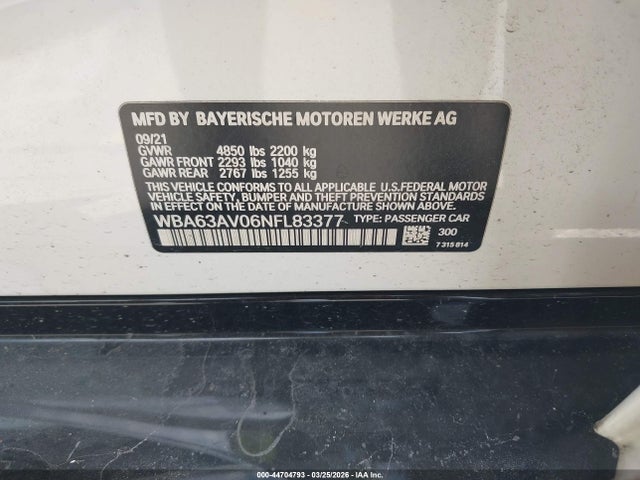 MFD BY BAYERISCHE MOTOREN WERKE AG
09/21
GVWR 4850 lbs 2200 kg
GAWR FRONT 2293 lbs 1040 kg
GAWR REAR 2767 lbs 1255 kg
THIS VEHICLE CONFORMS TO ALL APPLICABLE U.S.FEDERAL MOTOR
VEHICLE SAFETY, BUMPER AND THEFT PREVENTION STANDARDS
IN EFFECT ON THE DATE OF MANUFACTURE SHOWN ABOVE.
WBA63AV06NFL83377 TYPE: PASSENGER CAR
300
7 315 814
000-44704793 | 03/25/2026 | COPART